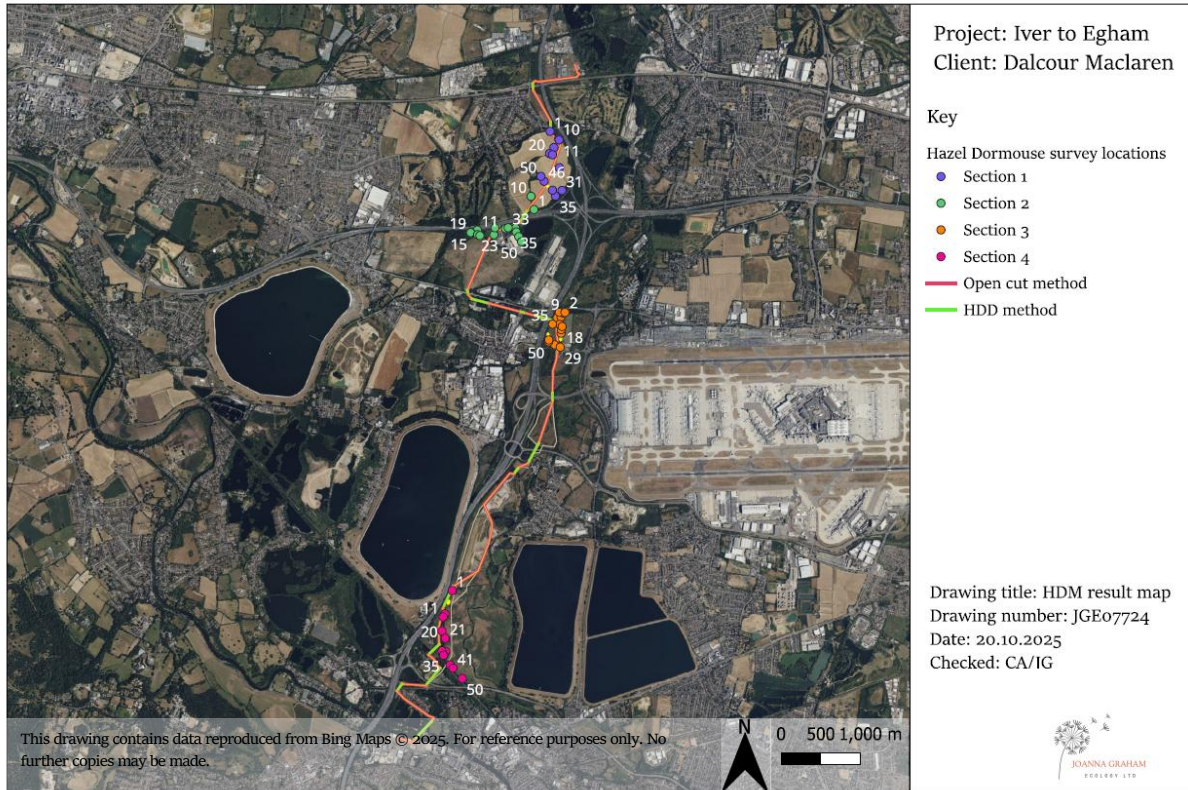 Project: Iver to Egham
Client: Dalcour Maclaren
Key
Hazel Dormouse survey locations
Section 1
Section 2
Section 3
Section 4
Open cut method
HDD method
1
10
20
11
50
46
31
35
10
1
19
11
33
15
23
50
35
9
2
35
18
50
29
1
11
20
21
35
41
50
Drawing title: HDM result map
Drawing number: JGE07724
Date: 20.10.2025
Checked: CA/IG
This drawing contains data reproduced from Bing Maps © 2025. For reference purposes only. No
further copies may be made.
N
0 500 1,000 m
JOANNA GRAHAM
ECOLOGY LTD